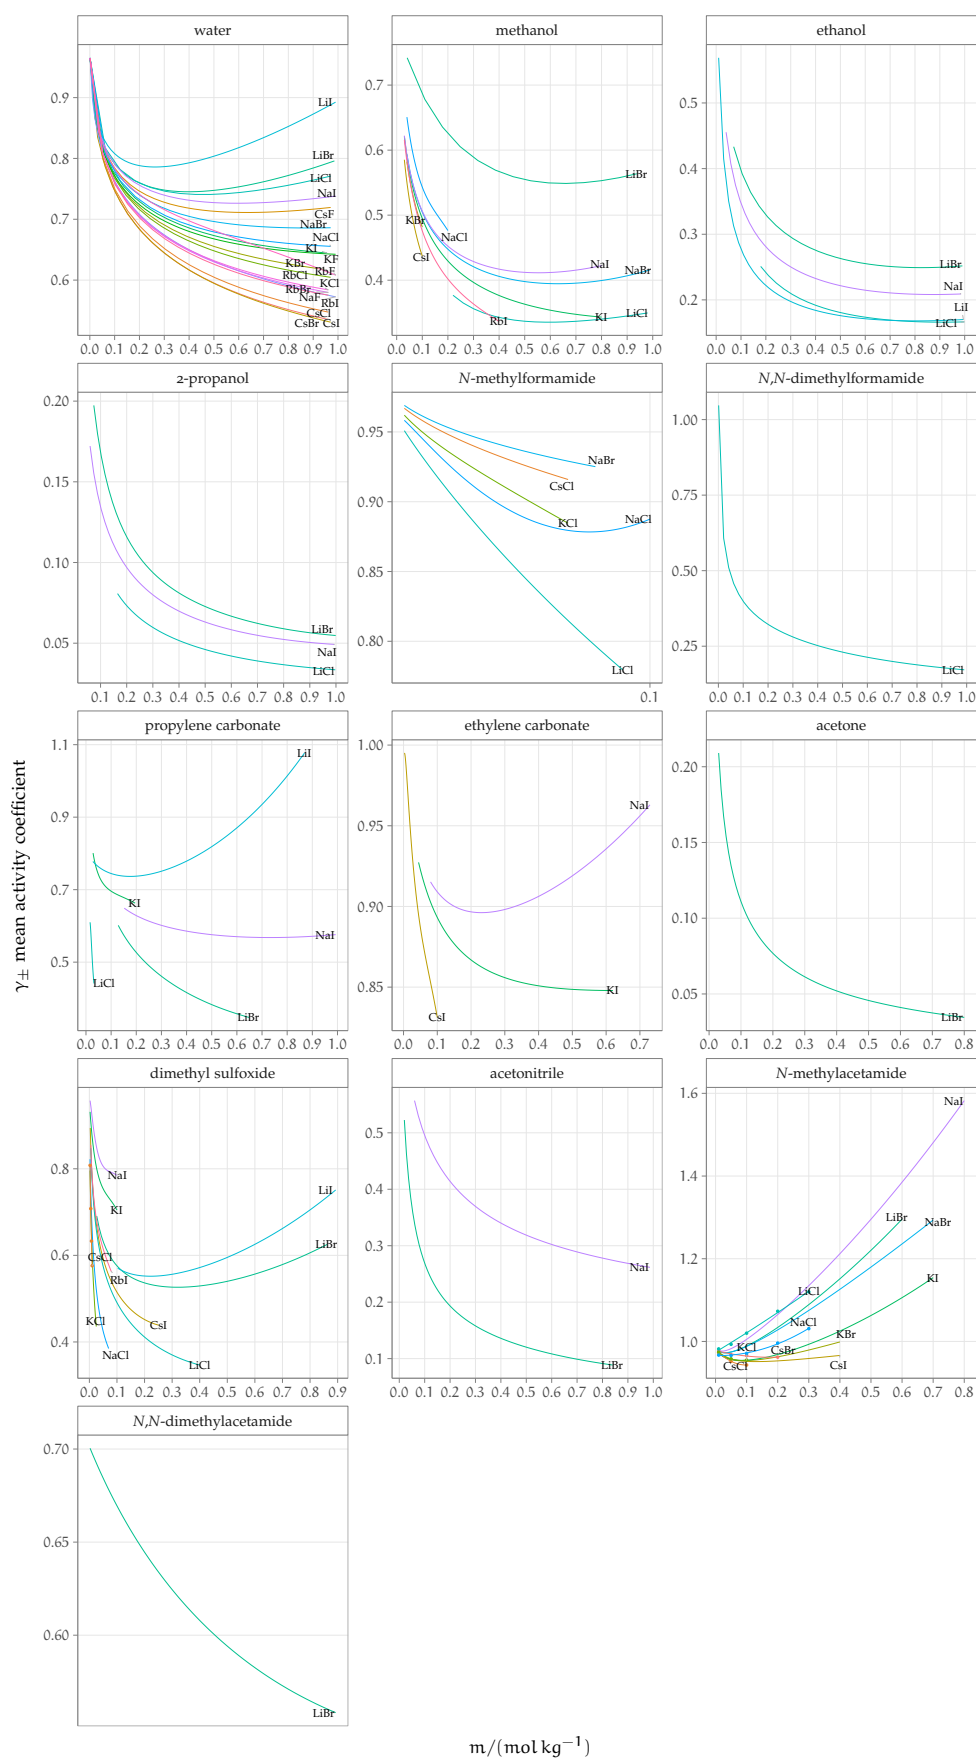 water
methanol
ethanol
0.9
0.8
0.7
0.6
LiI
LiBr
LiCl
NaI
CsF
NaBr
NaCl
KI
KF
KBr
RbF
RbCl
KCl
RbBr
NaF
RbI
CsCl
CsBr
CsI
0.0 0.1 0.2 0.3 0.4 0.5 0.6 0.7 0.8 0.9 1.0
0.7
0.6
0.5
0.4
LiBr
KBr
NaCl
CsI
NaI
NaBr
RbI
KI
LiCl
0.0 0.1 0.2 0.3 0.4 0.5 0.6 0.7 0.8 0.9 1.0
0.5
0.4
0.3
0.2
LiBr
NaI
LiI
LiCl
0.0 0.1 0.2 0.3 0.4 0.5 0.6 0.7 0.8 0.9 1.0
2-propanol
N-methylformamide
N,N-dimethylformamide
0.20
0.15
0.10
0.05
LiBr
NaI
LiCl
0.1 0.2 0.3 0.4 0.5 0.6 0.7 0.8 0.9 1.0
0.95
0.90
0.85
0.80
NaBr
CsCl
KCl
NaCl
LiCl
0.1
1.00
0.75
0.50
0.25
LiCl
0.0 0.1 0.2 0.3 0.4 0.5 0.6 0.7 0.8 0.9 1.0
propylene carbonate
ethylene carbonate
acetone
1.1
0.9
0.7
0.5
LiI
KI
NaI
LiCl
LiBr
0.0 0.1 0.2 0.3 0.4 0.5 0.6 0.7 0.8 0.9 1.0
1.00
0.95
0.90
0.85
NaI
KI
CsI
0.0 0.1 0.2 0.3 0.4 0.5 0.6 0.7
0.20
0.15
0.10
0.05
LiBr
0.0 0.1 0.2 0.3 0.4 0.5 0.6 0.7 0.8
γ± mean activity coefficient
dimethyl sulfoxide
acetonitrile
N-methylacetamide
0.8
0.6
0.4
NaI
KI
LiI
LiBr
CsCl
RbI
KCl
CsI
NaCl
LiCl
0.0 0.1 0.2 0.3 0.4 0.5 0.6 0.7 0.8 0.9
0.5
0.4
0.3
0.2
0.1
NaI
LiBr
0.0 0.1 0.2 0.3 0.4 0.5 0.6 0.7 0.8 0.9 1.0
1.6
1.4
1.2
1.0
NaI
LiBr
NaBr
KI
LiCl
NaCl
KBr
KCl
CsBr
CsCl
CsI
0.0 0.1 0.2 0.3 0.4 0.5 0.6 0.7 0.8
N,N-dimethylacetamide
0.70
0.65
0.60
LiBr
m/(mol kg⁻¹)